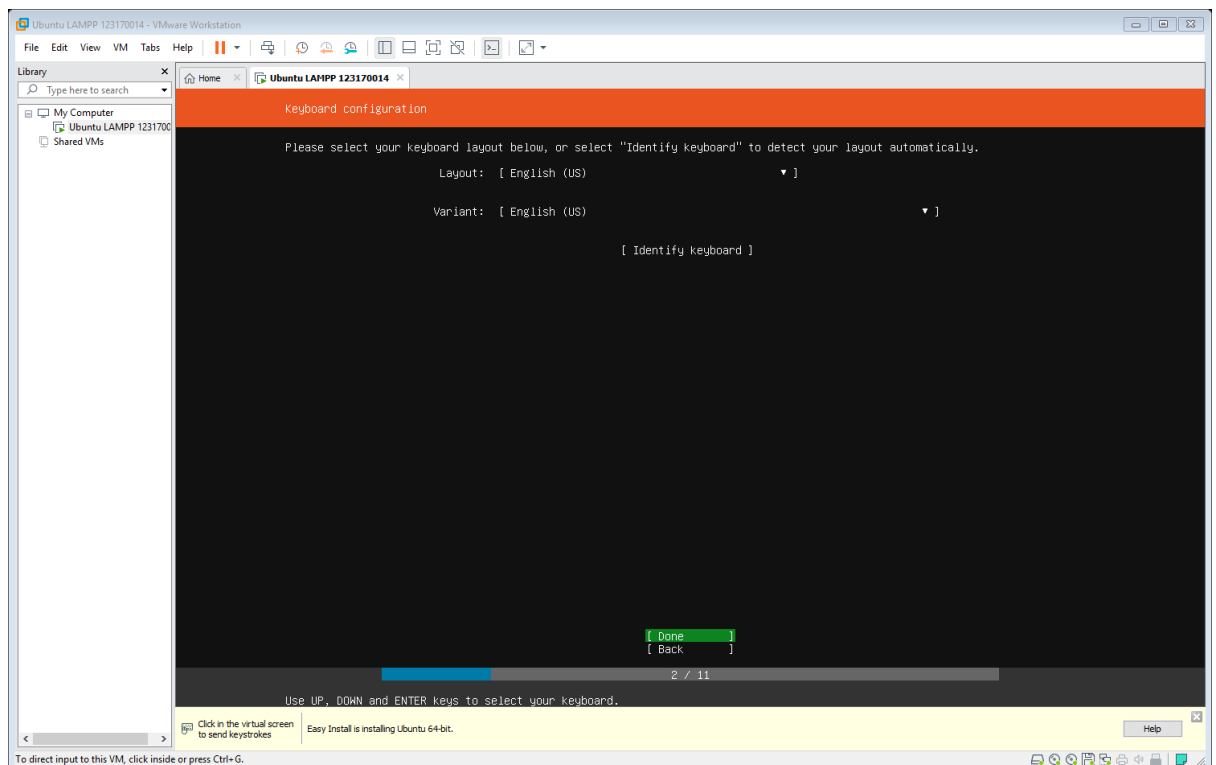 Ubuntu LAMPP 123170014 - VMware Workstation
File Edit View VM Tabs Help
Library
Type here to search
My Computer
Ubuntu LAMPP 1231700
Shared VMs
Home
Ubuntu LAMPP 123170014
Keyboard configuration
Please select your keyboard layout below, or select "Identify keyboard" to detect your layout automatically.
Layout: [ English (US) ▼ ]
Variant: [ English (US) ▼ ]
[ Identify keyboard ]
[ Done ]
[ Back ]
2 / 11
Use UP, DOWN and ENTER keys to select your keyboard.
Click in the virtual screen
to send keystrokes
Easy Install is installing Ubuntu 64-bit.
Help
To direct input to this VM, click inside or press Ctrl+G.